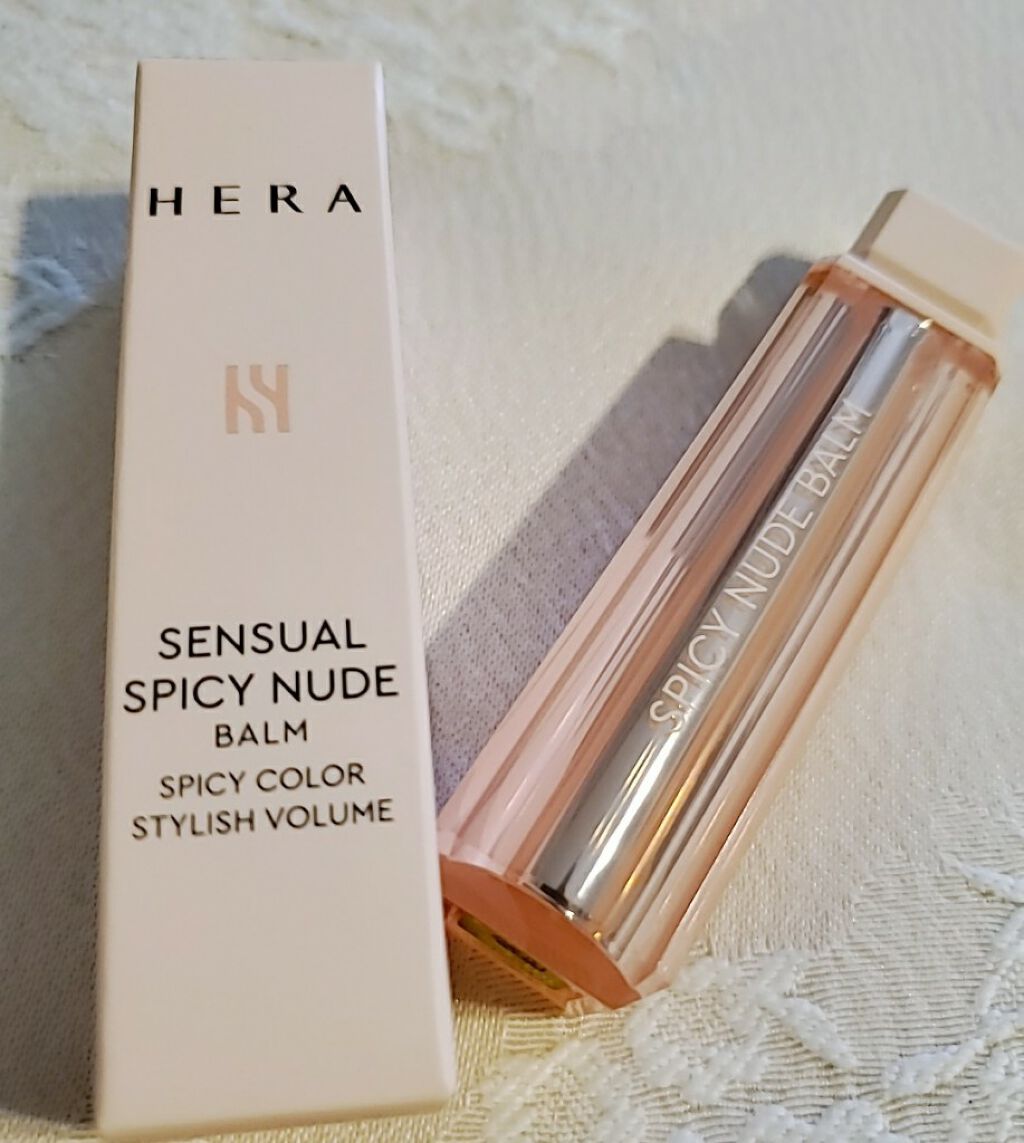 HERA
SENSUAL
SPICY NUDE
BALM
SPICY COLOR
STYLISH VOLUME
SPICY NUDE BALM